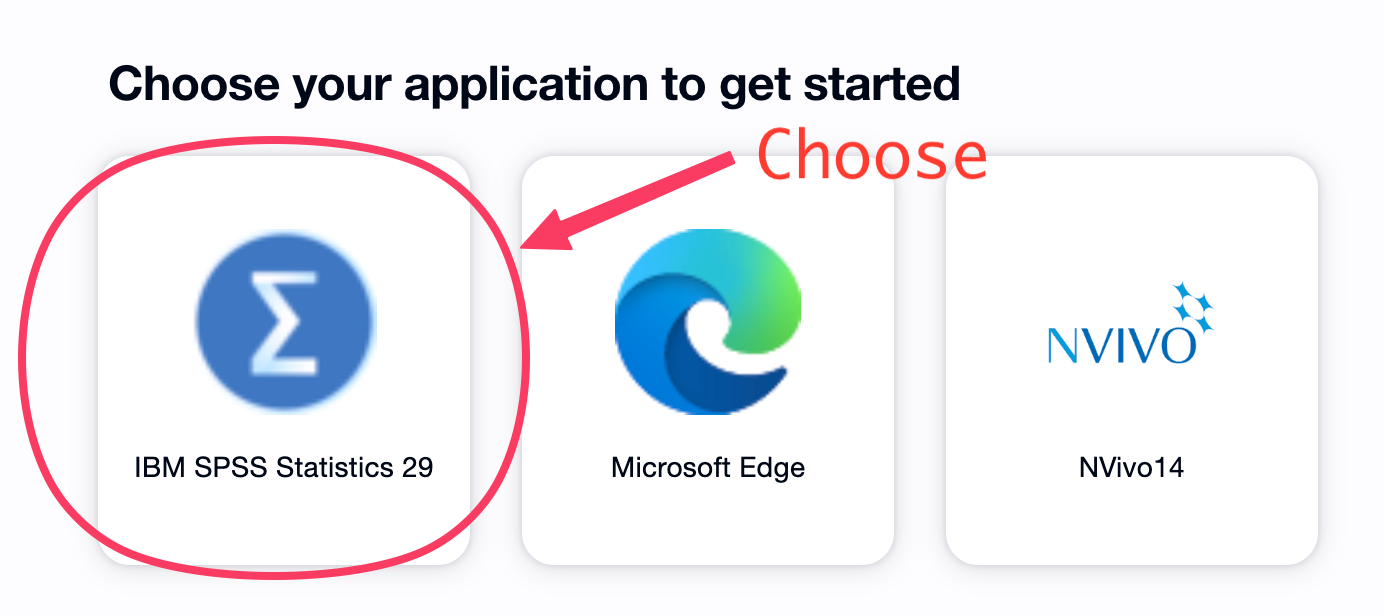 Choose your application to get started
Choose
Σ
NVIVO
IBM SPSS Statistics 29
Microsoft Edge
NVivo14